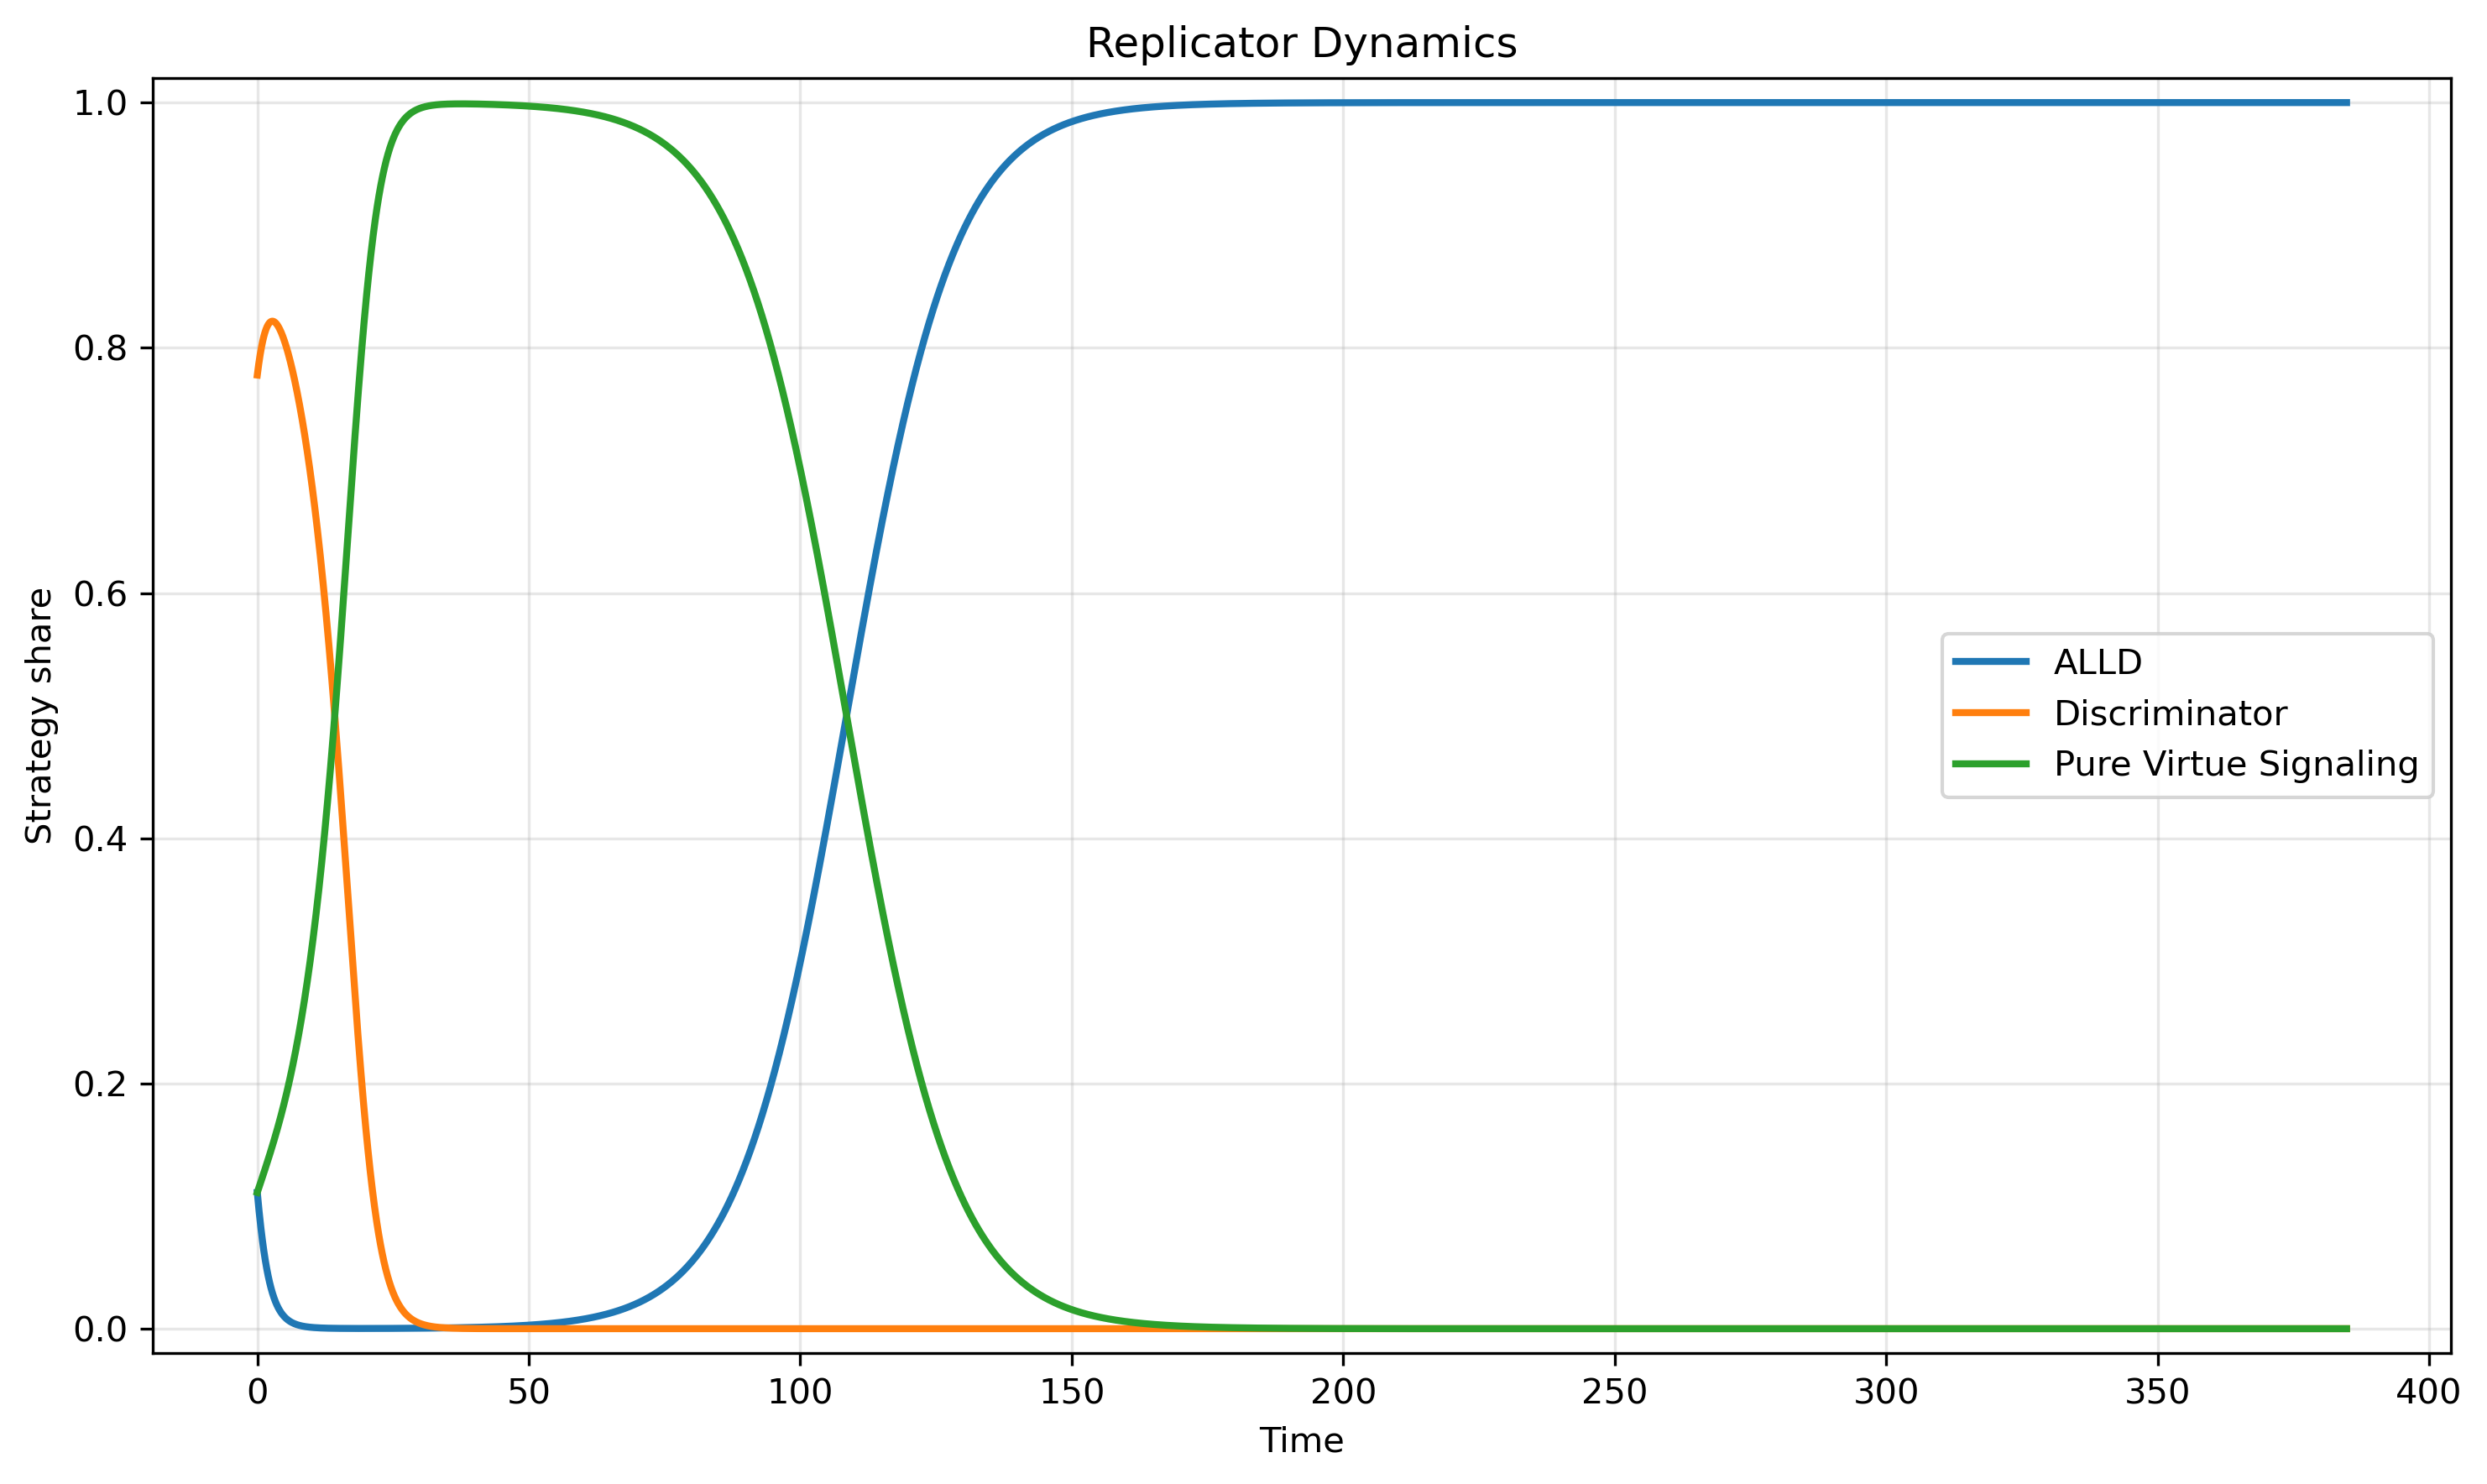 Replicator Dynamics
Strategy share
1.0
0.8
0.6
0.4
0.2
0.0
ALLD
Discriminator
Pure Virtue Signaling
0 50 100 150 200 250 300 350 400
Time